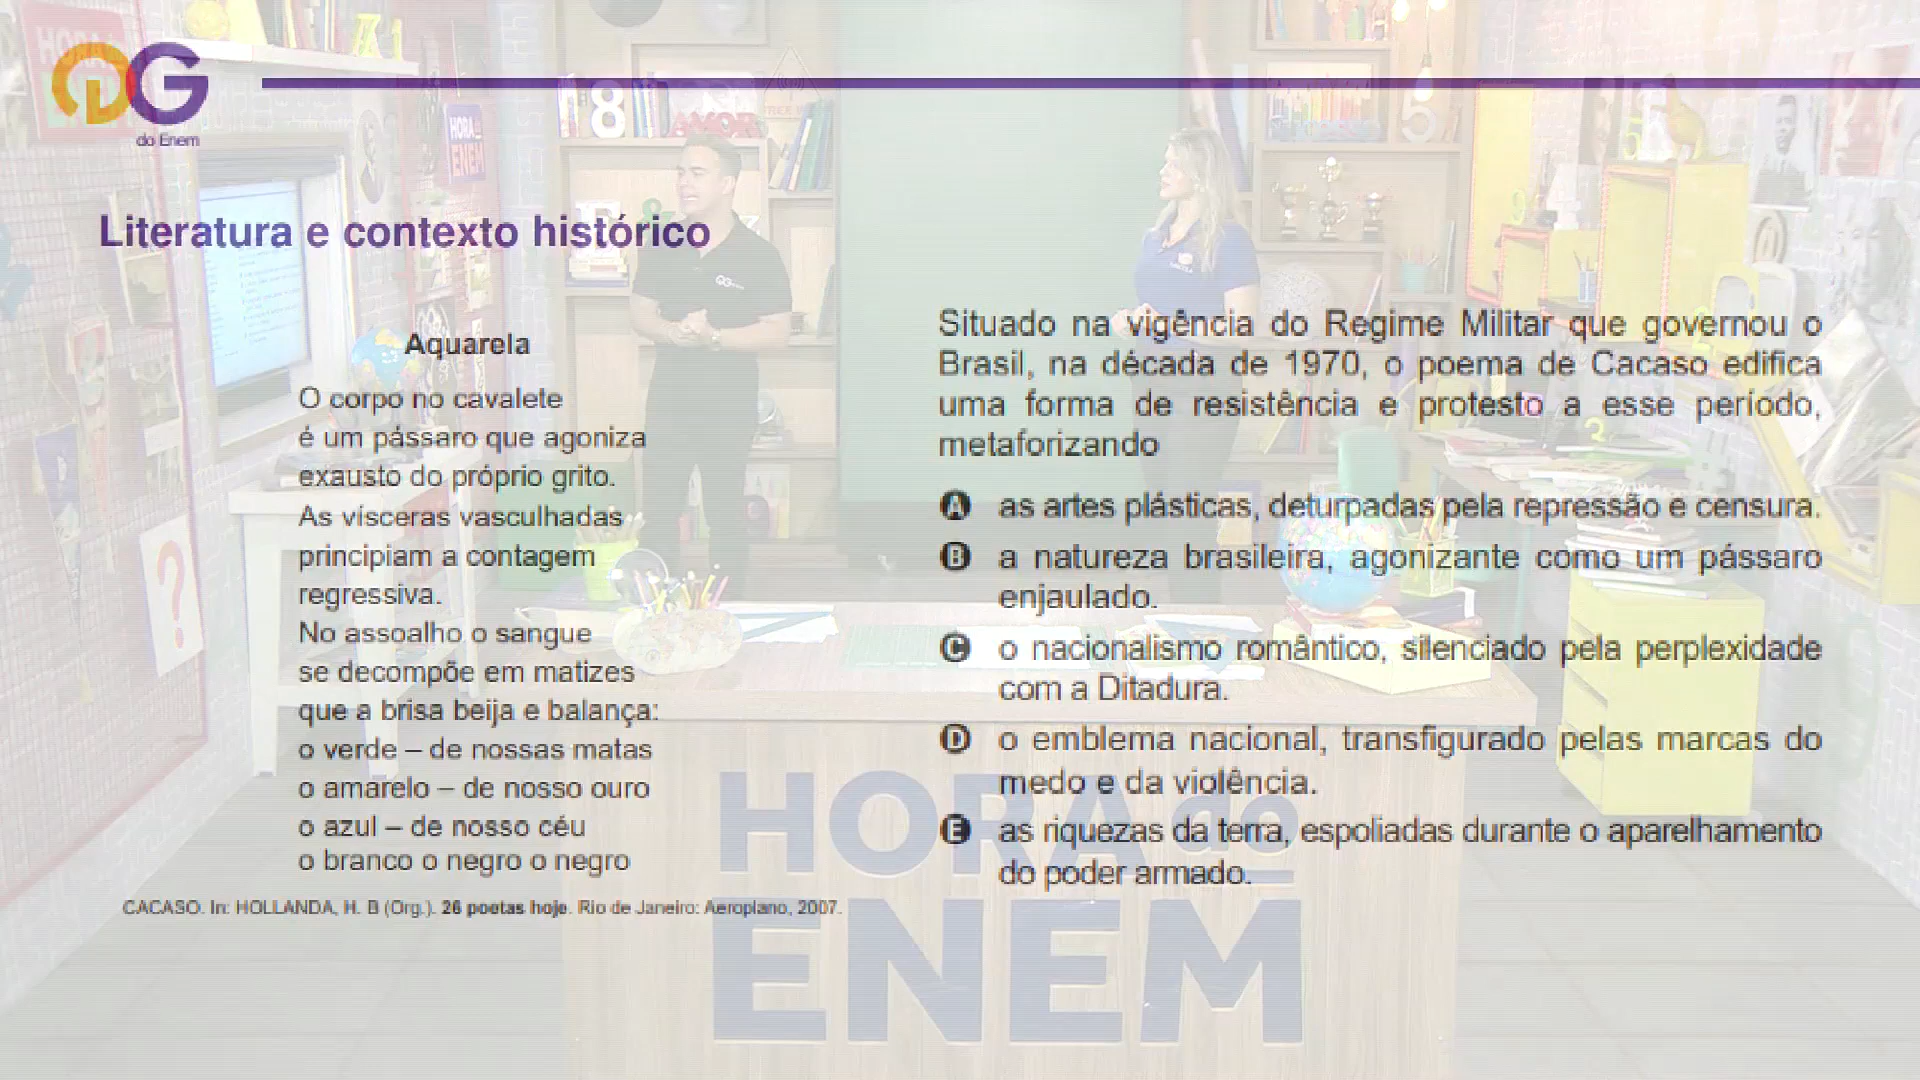 DG
do Enem
Literatura e contexto histórico
Aquarela
O corpo no cavalete
é um pássaro que agoniza
exausto do próprio grito.
As vísceras vasculhadas
principiam a contagem
regressiva.
No assoalho o sangue
se decompõe em matizes
que a brisa beija e balança:
o verde – de nossas matas
o amarelo – de nosso ouro
o azul – de nosso céu
o branco o negro o negro
CACASO. In: HOLLANDA, H. B (Org.). 26 poetas hoje. Rio de Janeiro: Aeroplano, 2007.
Situado na vigência do Regime Militar que governou o
Brasil, na década de 1970, o poema de Cacaso edifica
uma forma de resistência e protesto a esse período,
metaforizando
A as artes plásticas, deturpadas pela repressão e censura.
B a natureza brasileira, agonizante como um pássaro
enjaulado.
C o nacionalismo romântico, silenciado pela perplexidade
com a Ditadura.
D o emblema nacional, transfigurado pelas marcas do
medo e da violência.
E as riquezas da terra, espoliadas durante o aparelhamento
do poder armado.
HORA do
ENEM
HORA
ENEM
18
AMOR
5
&
?